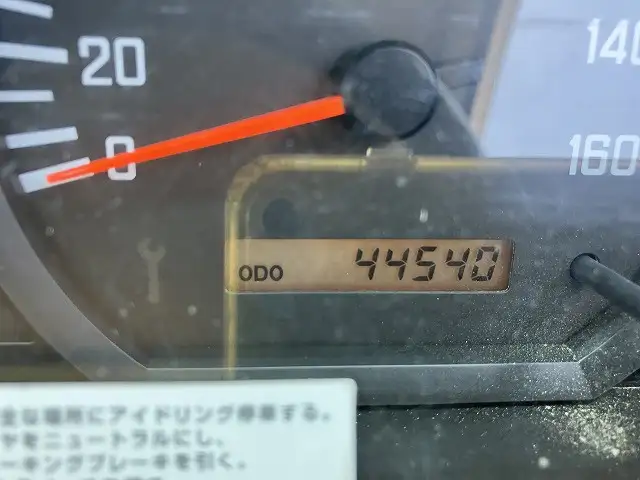 20
0
140
160
ODO 44540
全な場所にアイドリング停車する。
ヤをニュートラルにし、
ーキングブレーキを引く。